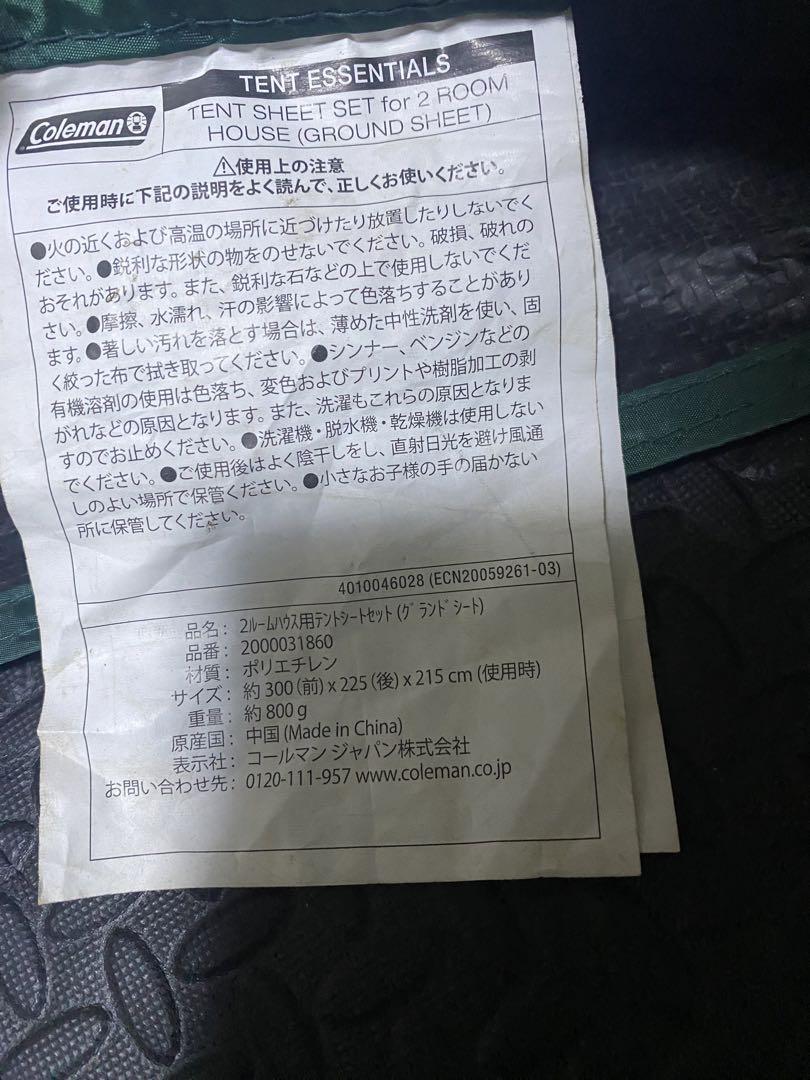 Coleman
TENT ESSENTIALS
TENT SHEET SET for 2 ROOM
HOUSE (GROUND SHEET)
⚠使用上の注意
ご使用時に下記の説明をよく読んで、正しくお使いください。
●火の近くおよび高温の場所に近づけたり放置したりしないでく
ださい。●鋭利な形状の物をのせないでください。破損、破れの
おそれがあります。また、鋭利な石などの上で使用しないでくだ
さい。●摩擦、水濡れ、汗の影響によって色落ちすることがあり
ます。●著しい汚れを落とす場合は、薄めた中性洗剤を使い、固
く絞った布で拭き取ってください。●シンナー、ベンジンなどの
有機溶剤の使用は色落ち、変色およびプリントや樹脂加工の剥
がれなどの原因となります。また、洗濯もこれらの原因となりま
すのでお止めください。●洗濯機・脱水機・乾燥機は使用しない
でください。●ご使用後はよく陰干しをし、直射日光を避け風通
しのよい場所で保管ください。●小さなお子様の手の届かない
所に保管してください。
4010046028 (ECN20059261-03)
品名： 2ルームハウス用テントシートセット (グランドシート)
品番： 2000031860
材質： ポリエチレン
サイズ： 約 300 (前) x 225 (後) x 215 cm (使用時)
重量： 約 800 g
原産国： 中国 (Made in China)
表示社： コールマン ジャパン株式会社
お問い合わせ先： 0120-111-957 www.coleman.co.jp